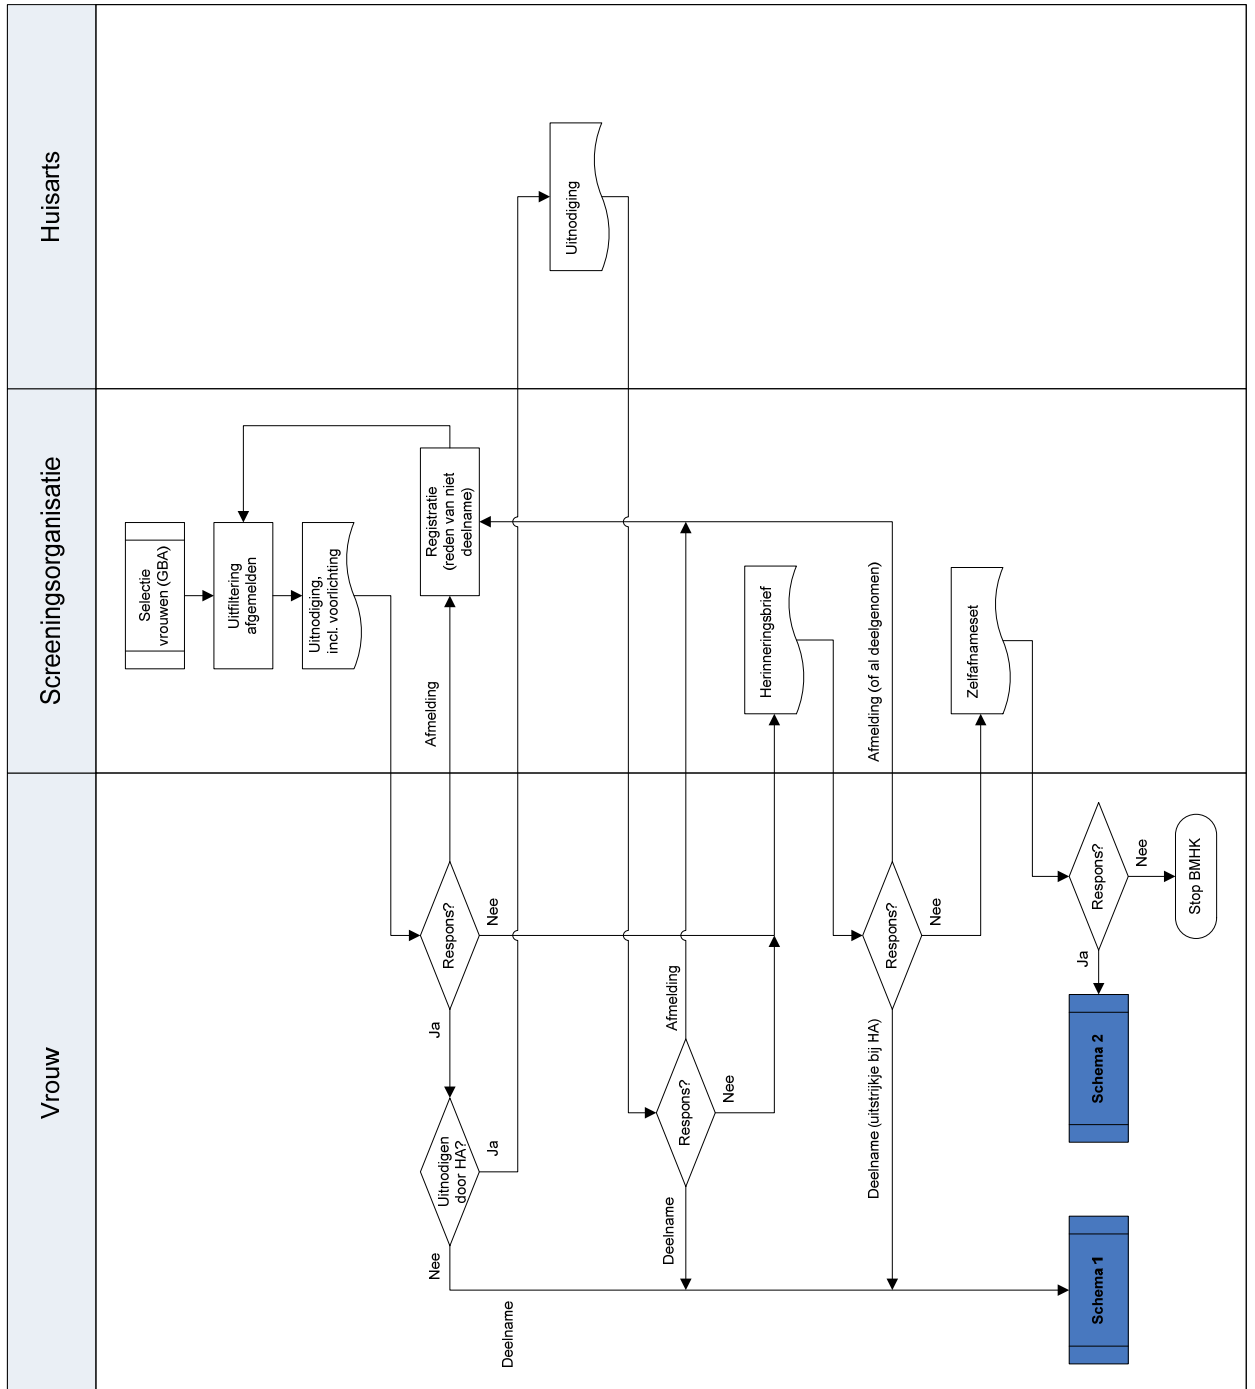 Huisarts
Screeningsorganisatie
Vrouw
Selectie
vrouwen (GBA)
Uitfiltering
afgemelden
Uitnodiging,
incl. voorlichting
Registratie
(reden van niet
deelname)
Afmelding
Respons?
Nee
Ja
Uitnodigen
door HA?
Ja
Nee
Deelname
Uitnodiging
Respons?
Afmelding
Nee
Deelname
Herinneringsbrief
Respons?
Afmelding (of al deelgenomen)
Nee
Deelname (uitstrijkje bij HA)
Zelfafnameset
Respons?
Ja
Nee
Stop BMHK
Schema 2
Schema 1